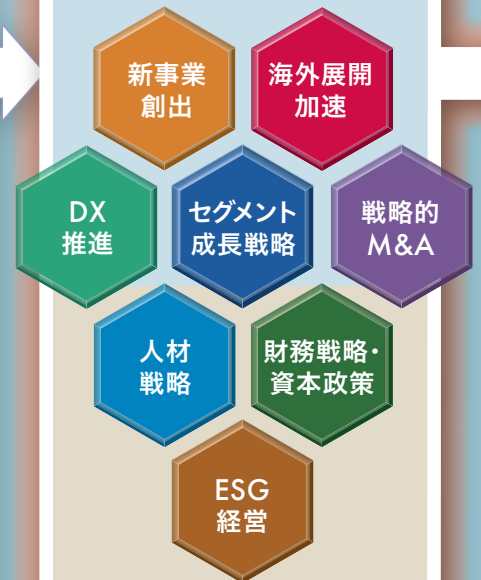 新事業
創出
海外展開
加速
DX
推進
セグメント
成長戦略
戦略的
M&A
人材
戦略
財務戦略・
資本政策
ESG
経営